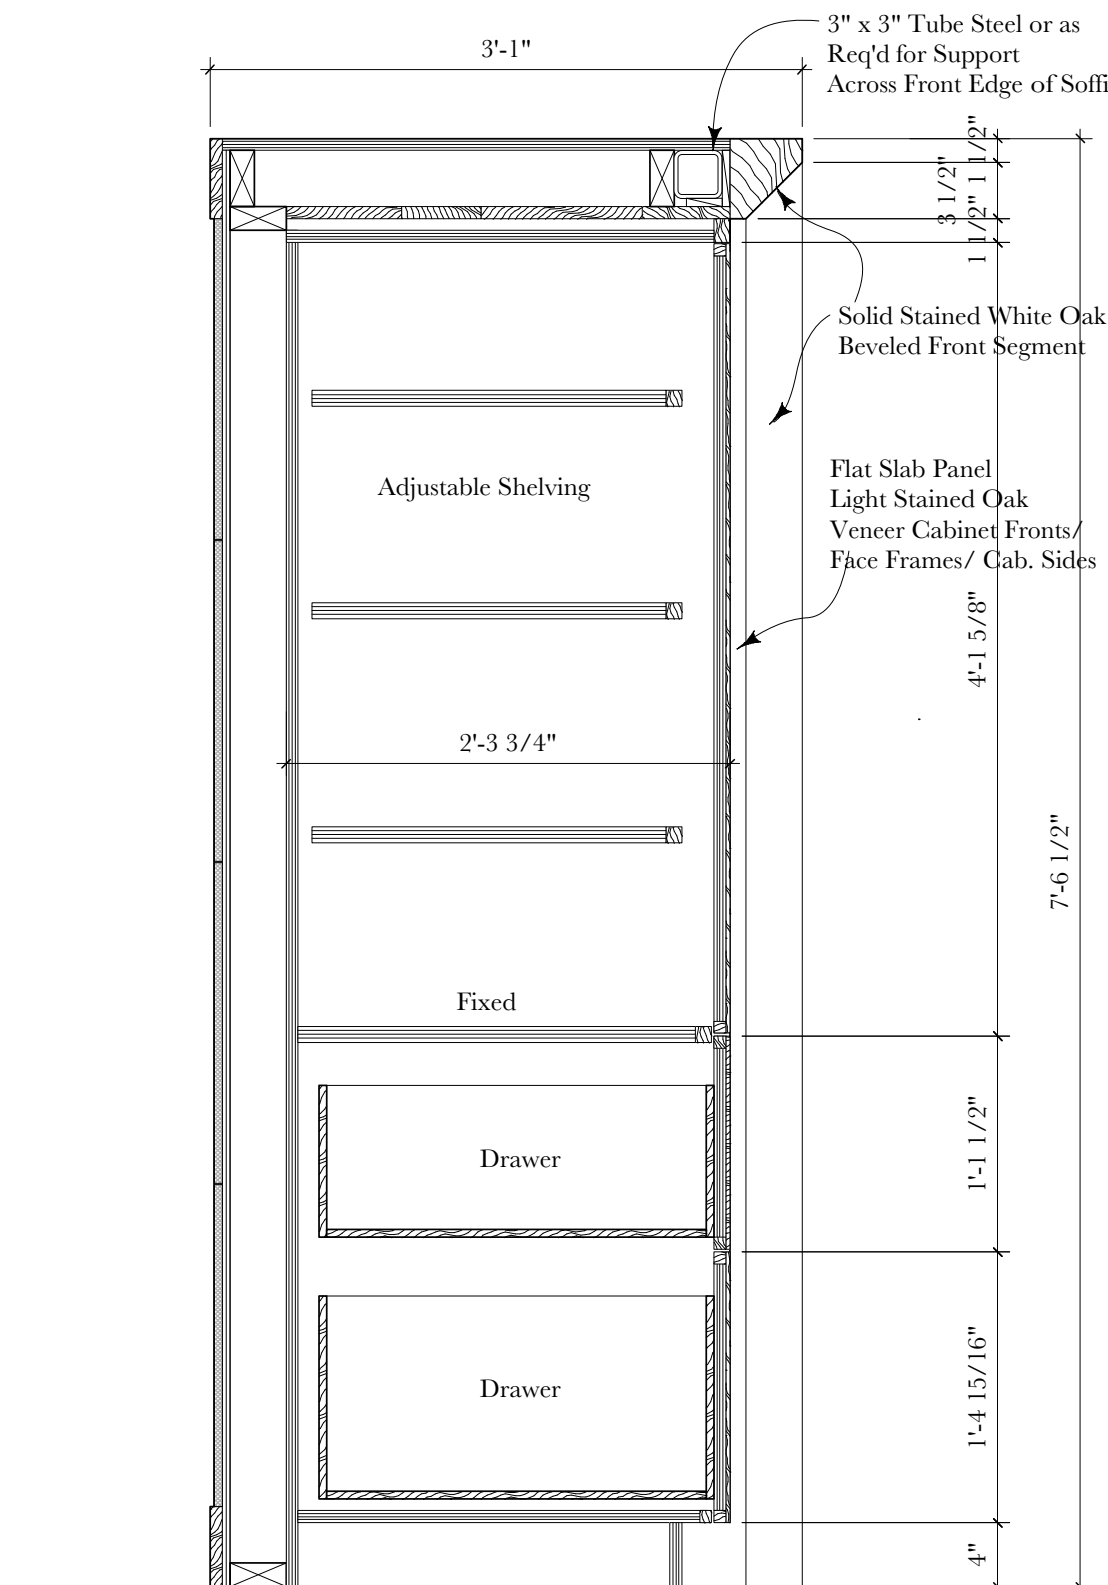 3'-1"
3" x 3" Tube Steel or as
Req'd for Support
Across Front Edge of Soffi
1 1/2"
3 1/2"
1 1/2"
Solid Stained White Oak
Beveled Front Segment
Flat Slab Panel
Light Stained Oak
Veneer Cabinet Fronts/
Face Frames/ Cab. Sides
Adjustable Shelving
4'-1 5/8"
2'-3 3/4"
7'-6 1/2"
Fixed
Drawer
1'-1 1/2"
Drawer
1'-4 15/16"
4"